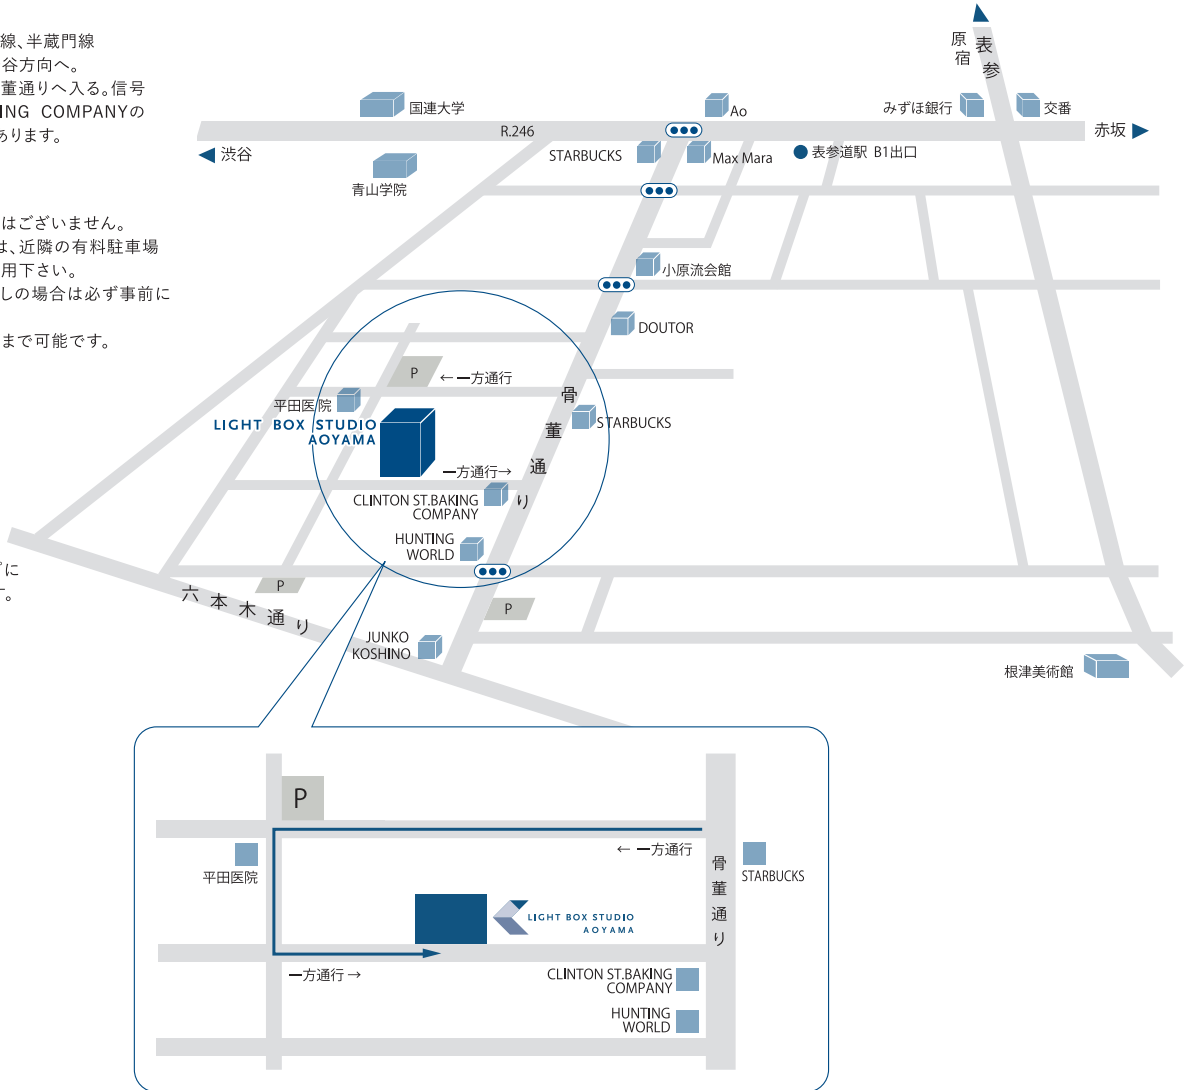 線、半蔵門線
谷方向へ。
董通りへ入る。信号
ING COMPANYの
あります。
はございません。
は、近隣の有料駐車場
用下さい。
しの場合は必ず事前に
まで可能です。
に
す。
原宿
表参
国連大学
Ao
みずほ銀行
交番
R.246
赤坂
渋谷
STARBUCKS
Max Mara
表参道駅 B1出口
青山学院
小原流会館
DOUTOR
P
←一方通行
平田医院
骨董通り
STARBUCKS
LIGHT BOX STUDIO
AOYAMA
一方通行→
CLINTON ST.BAKING
COMPANY
HUNTING
WORLD
P
六本木通り
P
JUNKO
KOSHINO
根津美術館
P
← 一方通行
平田医院
骨董通り
STARBUCKS
LIGHT BOX STUDIO
AOYAMA
一方通行 →
CLINTON ST.BAKING
COMPANY
HUNTING
WORLD